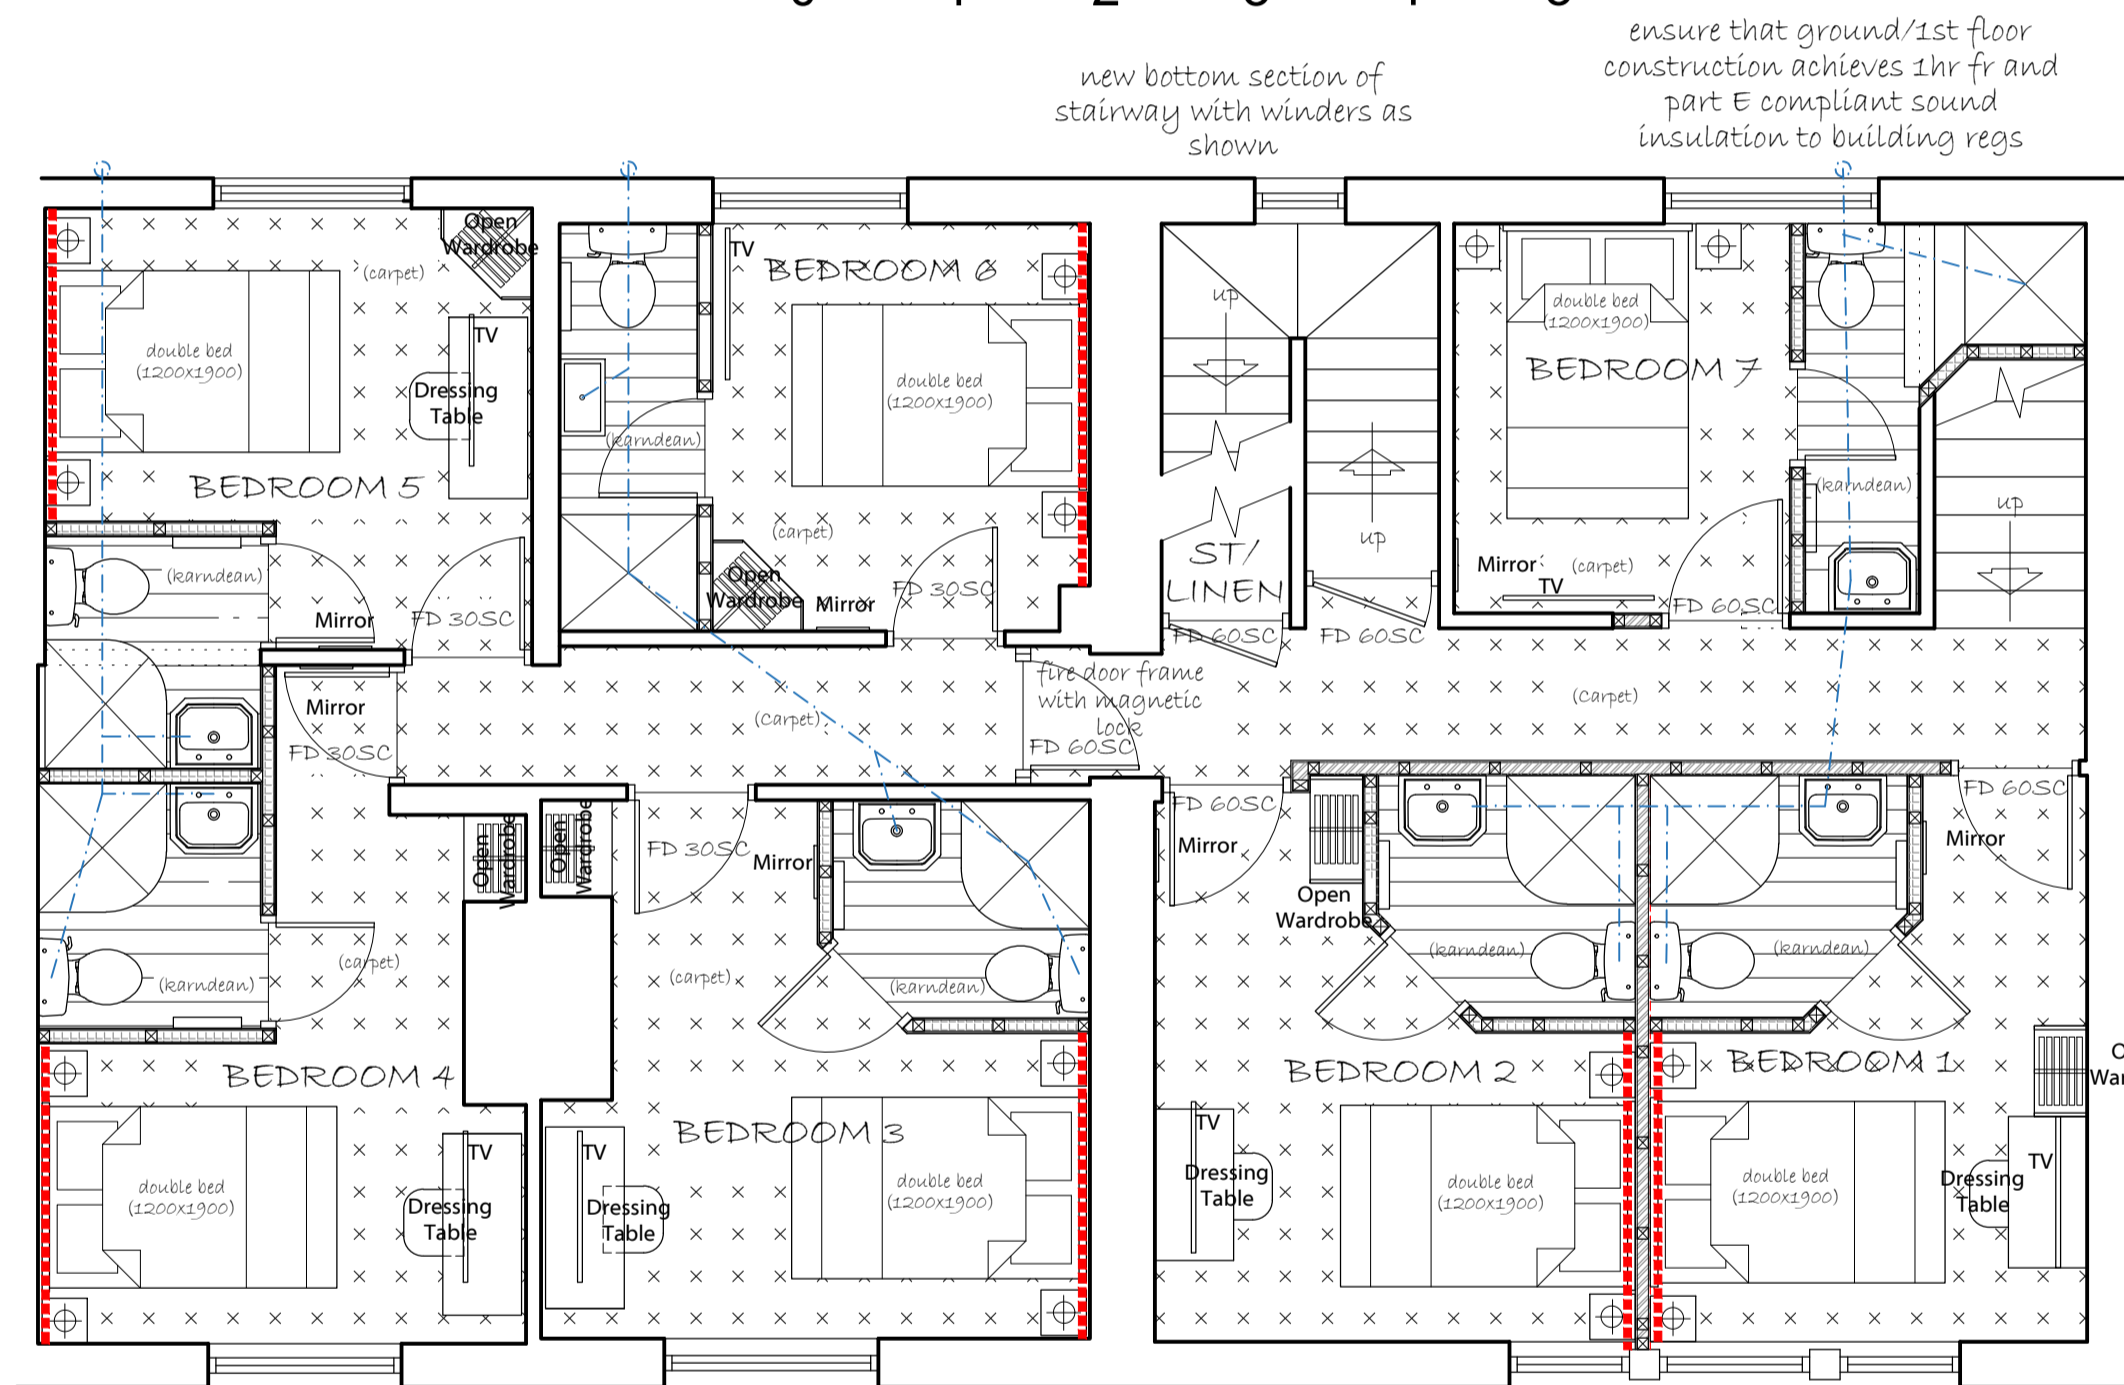 ensure that ground/1st floor
construction achieves 1hr fr and
part E compliant sound
insulation to building regs
new bottom section of
stairway with winders as
shown
Open
Wardrobe
(carpet)
double bed
(1200x1900)
TV
Dressing
Table
BEDROOM 5
(karndean)
Mirror
FD 30SC
TV
BEDROOM 6
double bed
(1200x1900)
(karndean)
(carpet)
Open
Wardrobe
Mirror
FD 30SC
up
up
ST/
LINEN
FD 60SC
FD 60SC
double bed
(1200x1900)
BEDROOM 7
(karndean)
Mirror
(carpet)
TV
FD 60SC
up
Mirror
FD 30SC
(Carpet)
fire door frame
with magnetic
lock
FD 60SC
(Carpet)
Open
Wardrobe
(carpet)
(karndean)
BEDROOM 4
double bed
(1200x1900)
TV
Dressing
Table
Open
Wardrobe
FD 30SC
Mirror
(carpet)
(karndean)
BEDROOM 3
TV
Dressing
Table
double bed
(1200x1900)
FD 60SC
Mirror
Open
Wardrobe
(karndean)
BEDROOM 2
TV
Dressing
Table
double bed
(1200x1900)
FD 60SC
Mirror
(karndean)
BEDROOM 1
double bed
(1200x1900)
TV
Dressing
Table